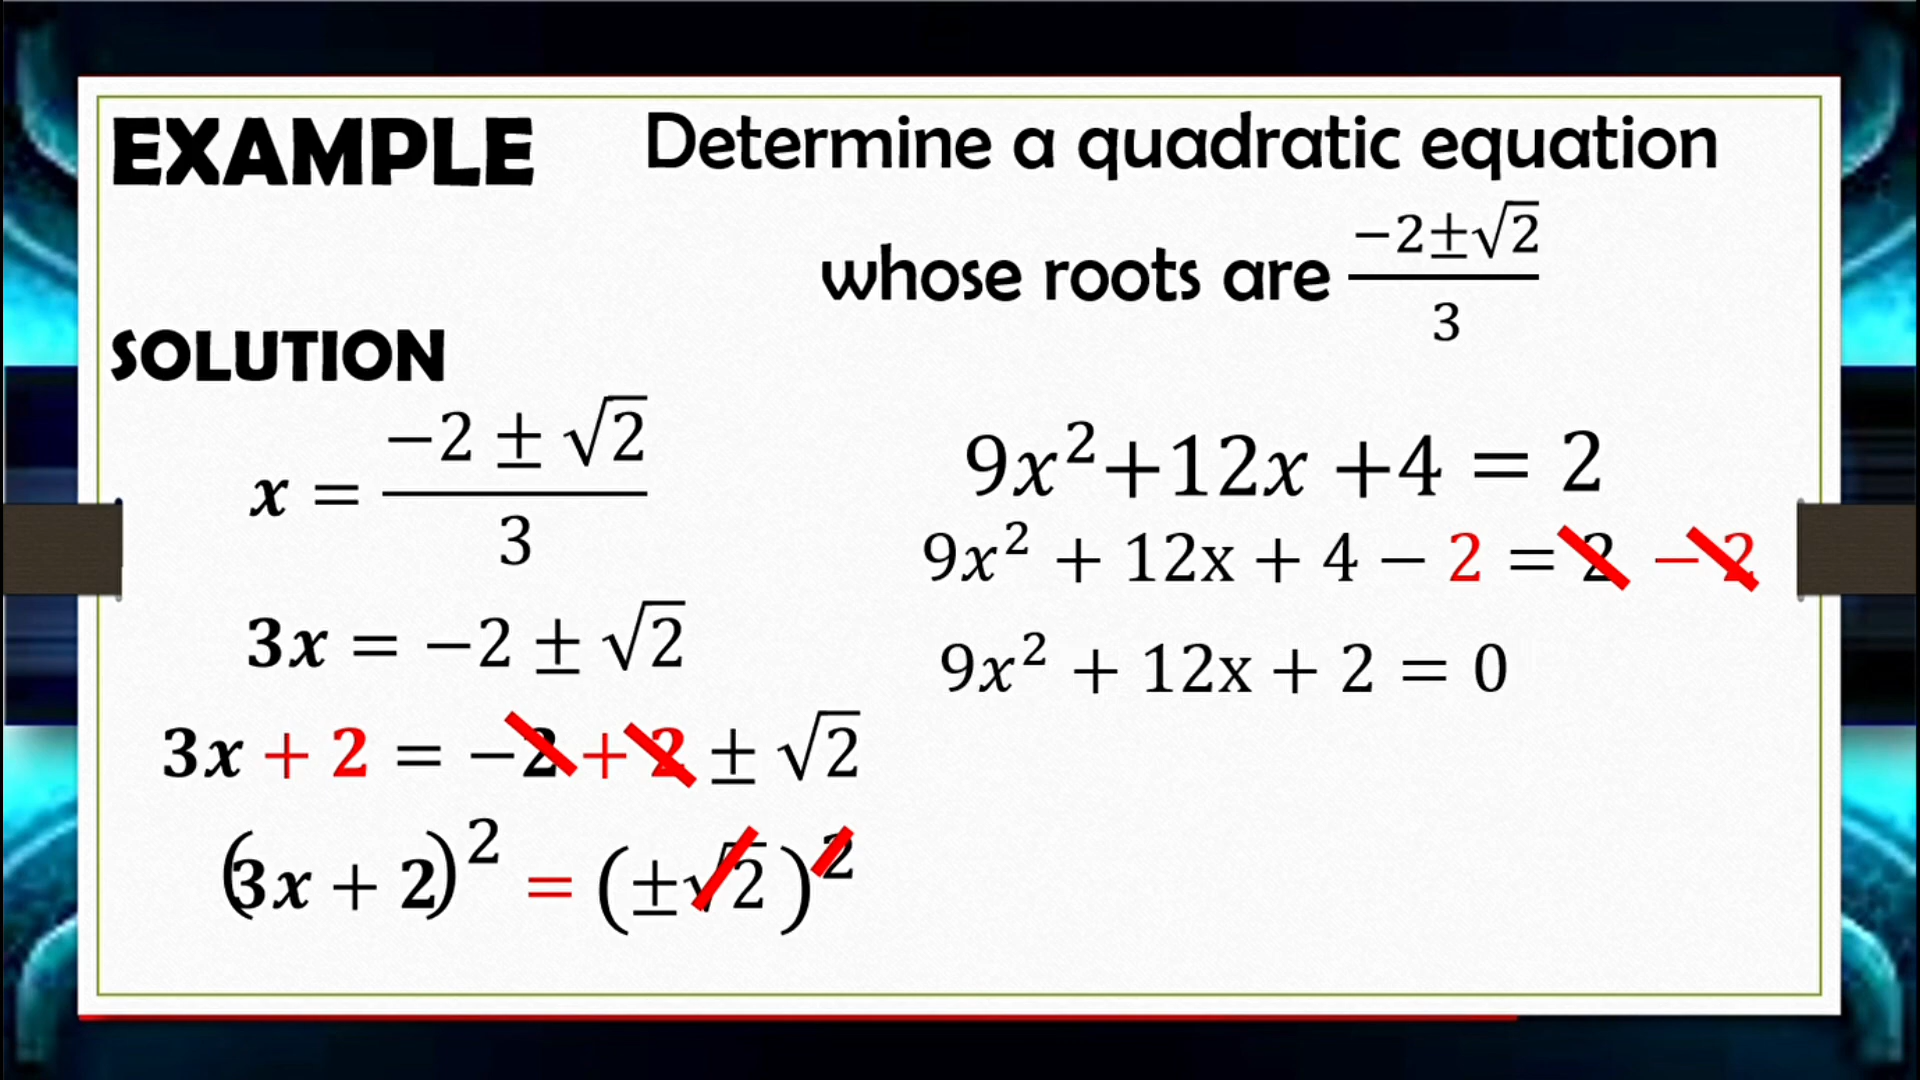 EXAMPLE
Determine a quadratic equation
whose roots are \frac{-2±√2}{3}
SOLUTION
x = \frac{-2 ± √2}{3}
3x = -2 ± √2
3x + 2 = -2 + 2 ± √2
(3x + 2)² = (±√2)²
9x²+12x +4 = 2
9x² + 12x + 4 − 2 = 2 − 2
9x² + 12x + 2 = 0